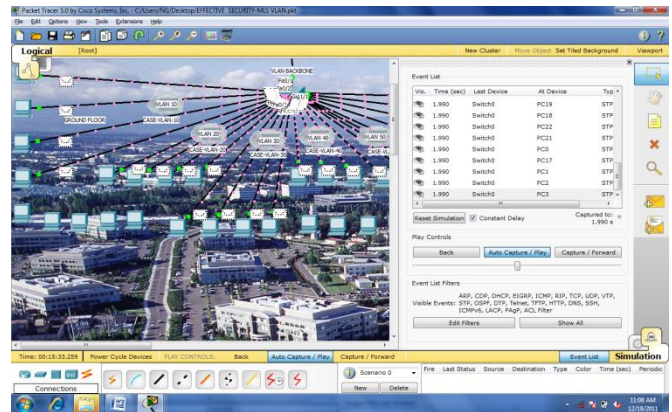 Packet Tracer 5.0 by Cisco Systems, Inc. - C:/Users/NG/Desktop/EFFECTIVE SECURITY-MLS VLAN.pkt
File Edit Options View Tools Extensions Help
Logical [Root] New Cluster Move Object Set Tiled Background Viewport
VLAN BACKBONE
Fa0/
VLAN 10
GROUND FLOOR
CASE-VLAN-10
VLAN 20
CASE-VLAN-20
VLAN 30
CASE-VLAN-30
VLAN 40
CASE-VLAN-40
VLAN 50
Event List
Vis. Time (sec) Last Device At Device Typ
1.990 Switch0 PC19 STP
1.990 Switch0 PC18 STP
1.990 Switch0 PC22 STP
1.990 Switch0 PC21 STP
1.990 Switch0 PC0 STP
1.990 Switch0 PC17 STP
1.990 Switch0 PC1 STP
1.990 Switch0 PC2 STP
1.990 Switch0 PC3 STP
Reset Simulation Constant Delay Captured to:
1.990 s
Play Controls
Back Auto Capture / Play Capture / Forward
Event List Filters
ARP, CDP, DHCP, EIGRP, ICMP, RIP, TCP, UDP, VTP,
Visible Events: STP, OSPF, DTP, Telnet, TFTP, HTTP, DNS, SSH,
ICMPv6, LACP, PAgP, ACL Filter
Edit Filters Show All
Time: 00:15:33.259 Power Cycle Devices PLAY CONTROLS: Back Auto Capture / Play Capture / Forward Event List Simulation
Scenario 0 Fire Last Status Source Destination Type Color Time (sec) Periodic
New Delete
Connections
11:08 AM
12/19/2011